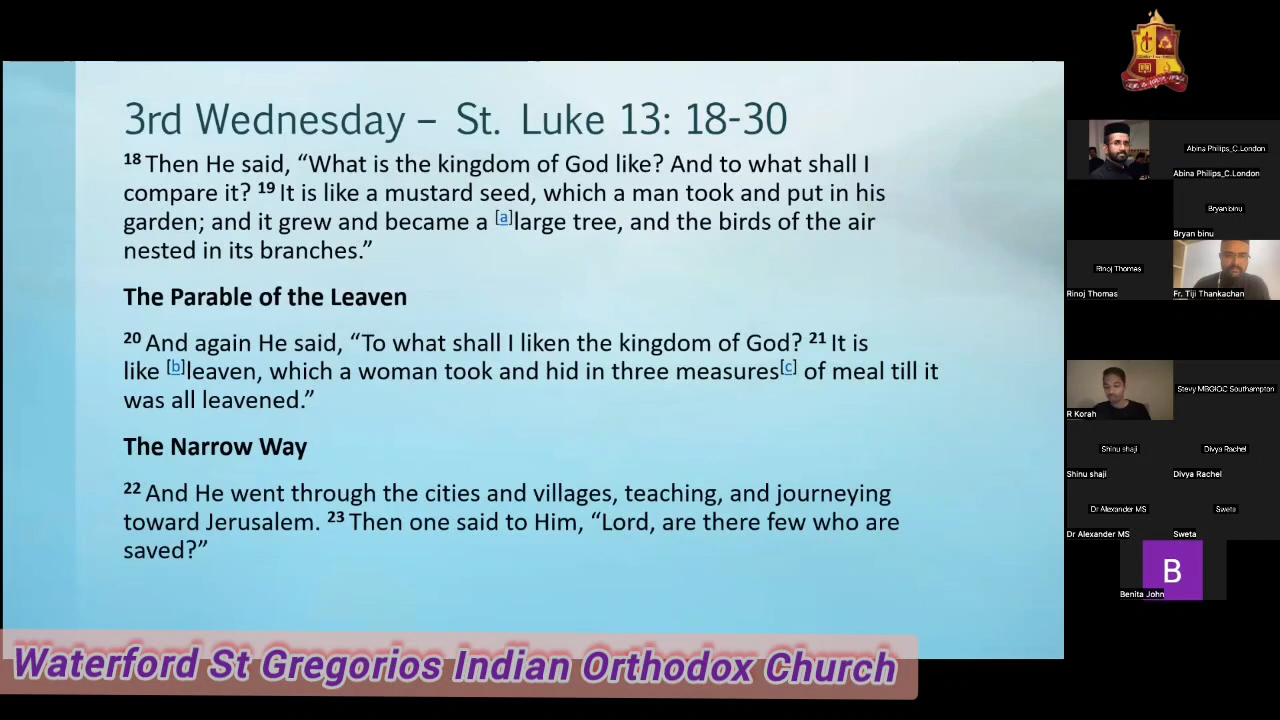 3rd Wednesday – St. Luke 13: 18-30
18 Then He said, “What is the kingdom of God like? And to what shall I
compare it? 19 It is like a mustard seed, which a man took and put in his
garden; and it grew and became a [a]large tree, and the birds of the air
nested in its branches.”
The Parable of the Leaven
20 And again He said, “To what shall I liken the kingdom of God? 21 It is
like [b]leaven, which a woman took and hid in three measures[c] of meal till it
was all leavened.”
The Narrow Way
22 And He went through the cities and villages, teaching, and journeying
toward Jerusalem. 23 Then one said to Him, “Lord, are there few who are
saved?”
Waterford St Gregorios Indian Orthodox Church
Abina Philips_C.London
Abina Philips_C.London
Bryan binu
Bryan binu
Rinoj Thomas
Rinoj Thomas
Fr. Tiji Thankachan
R Korah
Stevy MBGIOC Southampton
Shinu shaji
Shinu shaji
Divya Rachel
Divya Rachel
Dr Alexander MS
Dr Alexander MS
Sweta
Sweta
B
Benita John